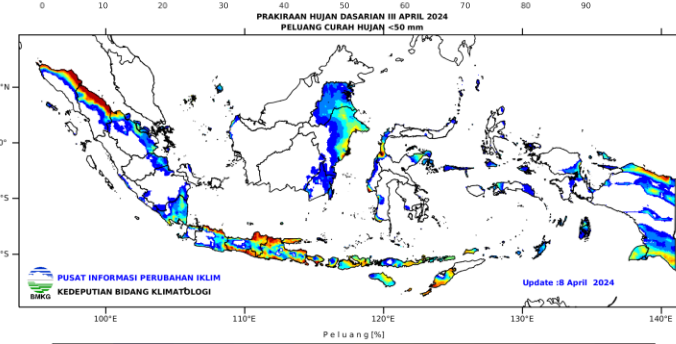 0 10 20 30 40 50 60 70 80 90
PRAKIRAAN HUJAN DASARIAN III APRIL 2024
PELUANG CURAH HUJAN <50 mm
°N
0°
°S
°S
PUSAT INFORMASI PERUBAHAN IKLIM
KEDEPUTIAN BIDANG KLIMATOLOGI
BMKG
Update :8 April 2024
100°E 110°E 120°E 130°E 140°E
Peluang[%]